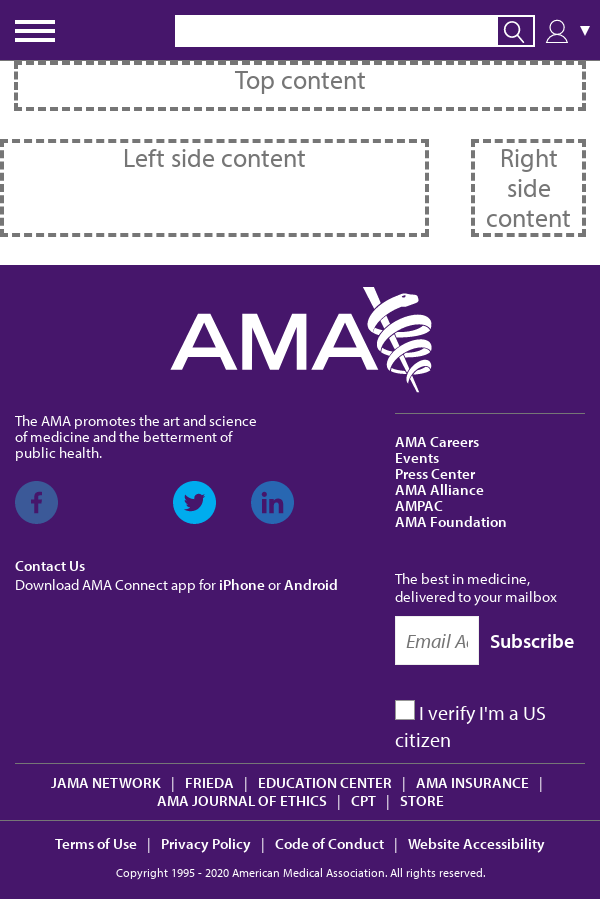 Top content
Left side content
Right
side
content
AMA
The AMA promotes the art and science
of medicine and the betterment of
public health.
Contact Us
Download AMA Connect app for iPhone or Android
AMA Careers
Events
Press Center
AMA Alliance
AMPAC
AMA Foundation
The best in medicine,
delivered to your mailbox
Email Ac
Subscribe
I verify I'm a US
citizen
JAMA NETWORK | FRIEDA | EDUCATION CENTER | AMA INSURANCE |
AMA JOURNAL OF ETHICS | CPT | STORE
Terms of Use | Privacy Policy | Code of Conduct | Website Accessibility
Copyright 1995 - 2020 American Medical Association. All rights reserved.